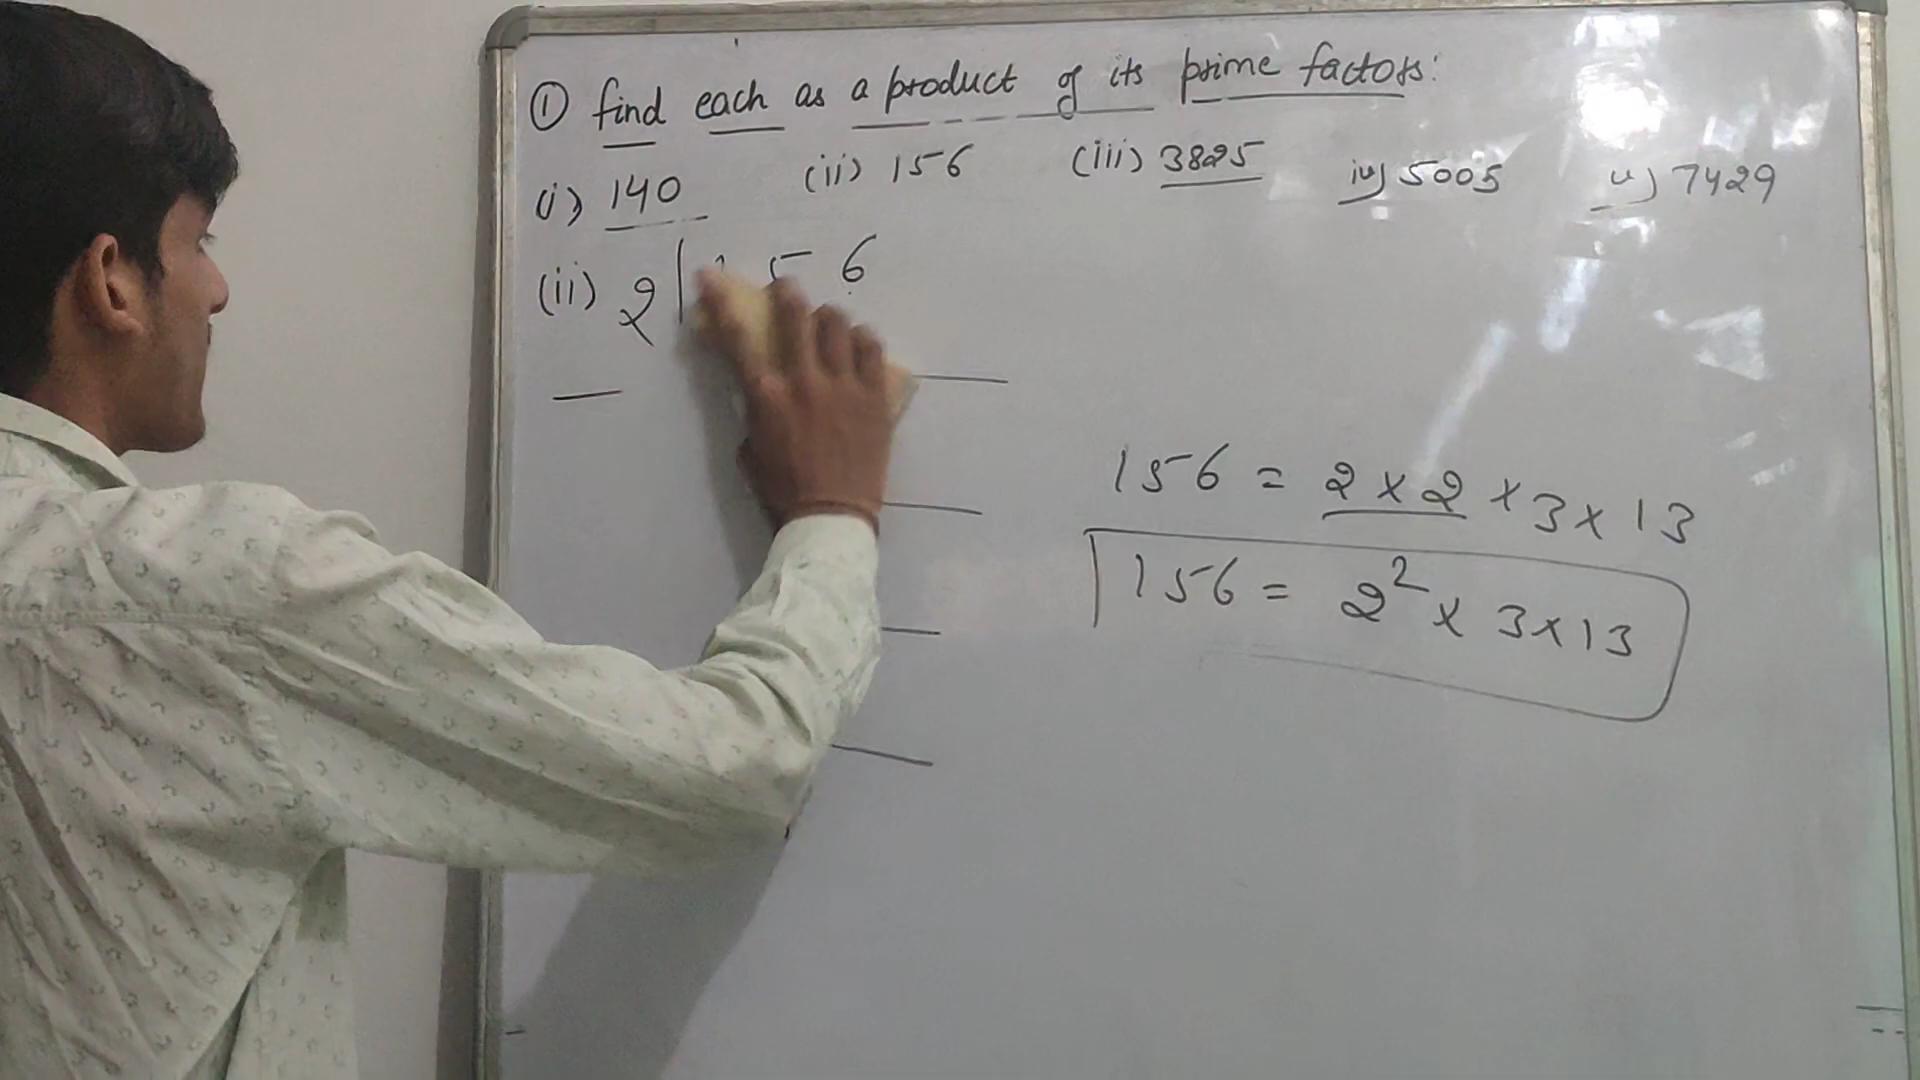 ① find each as a product of its prime factors:
(i) 140 (ii) 156 (iii) 3825 iv) 5005 v) 7429
(ii) 2 | 1 5 6
156 = 2 × 2 × 3 × 13
156 = 2² × 3 × 13